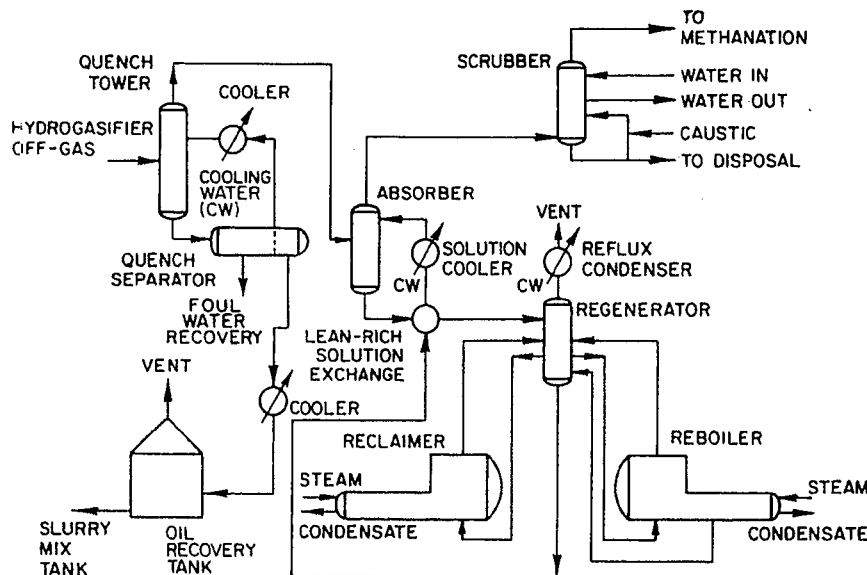 TO
METHANATION
QUENCH
TOWER
SCRUBBER
COOLER
WATER IN
WATER OUT
HYDROGASIFIER
OFF-GAS
CAUSTIC
TO DISPOSAL
COOLING
WATER
(CW)
ABSORBER
VENT
SOLUTION
COOLER
CW
REFLUX
CONDENSER
CW
QUENCH
SEPARATOR
FOUL
WATER
RECOVERY
REGENERATOR
LEAN-RICH
SOLUTION
EXCHANGE
VENT
COOLER
RECLAIMER
REBOILER
STEAM
CONDENSATE
STEAM
CONDENSATE
SLURRY
MIX
TANK
OIL
RECOVERY
TANK